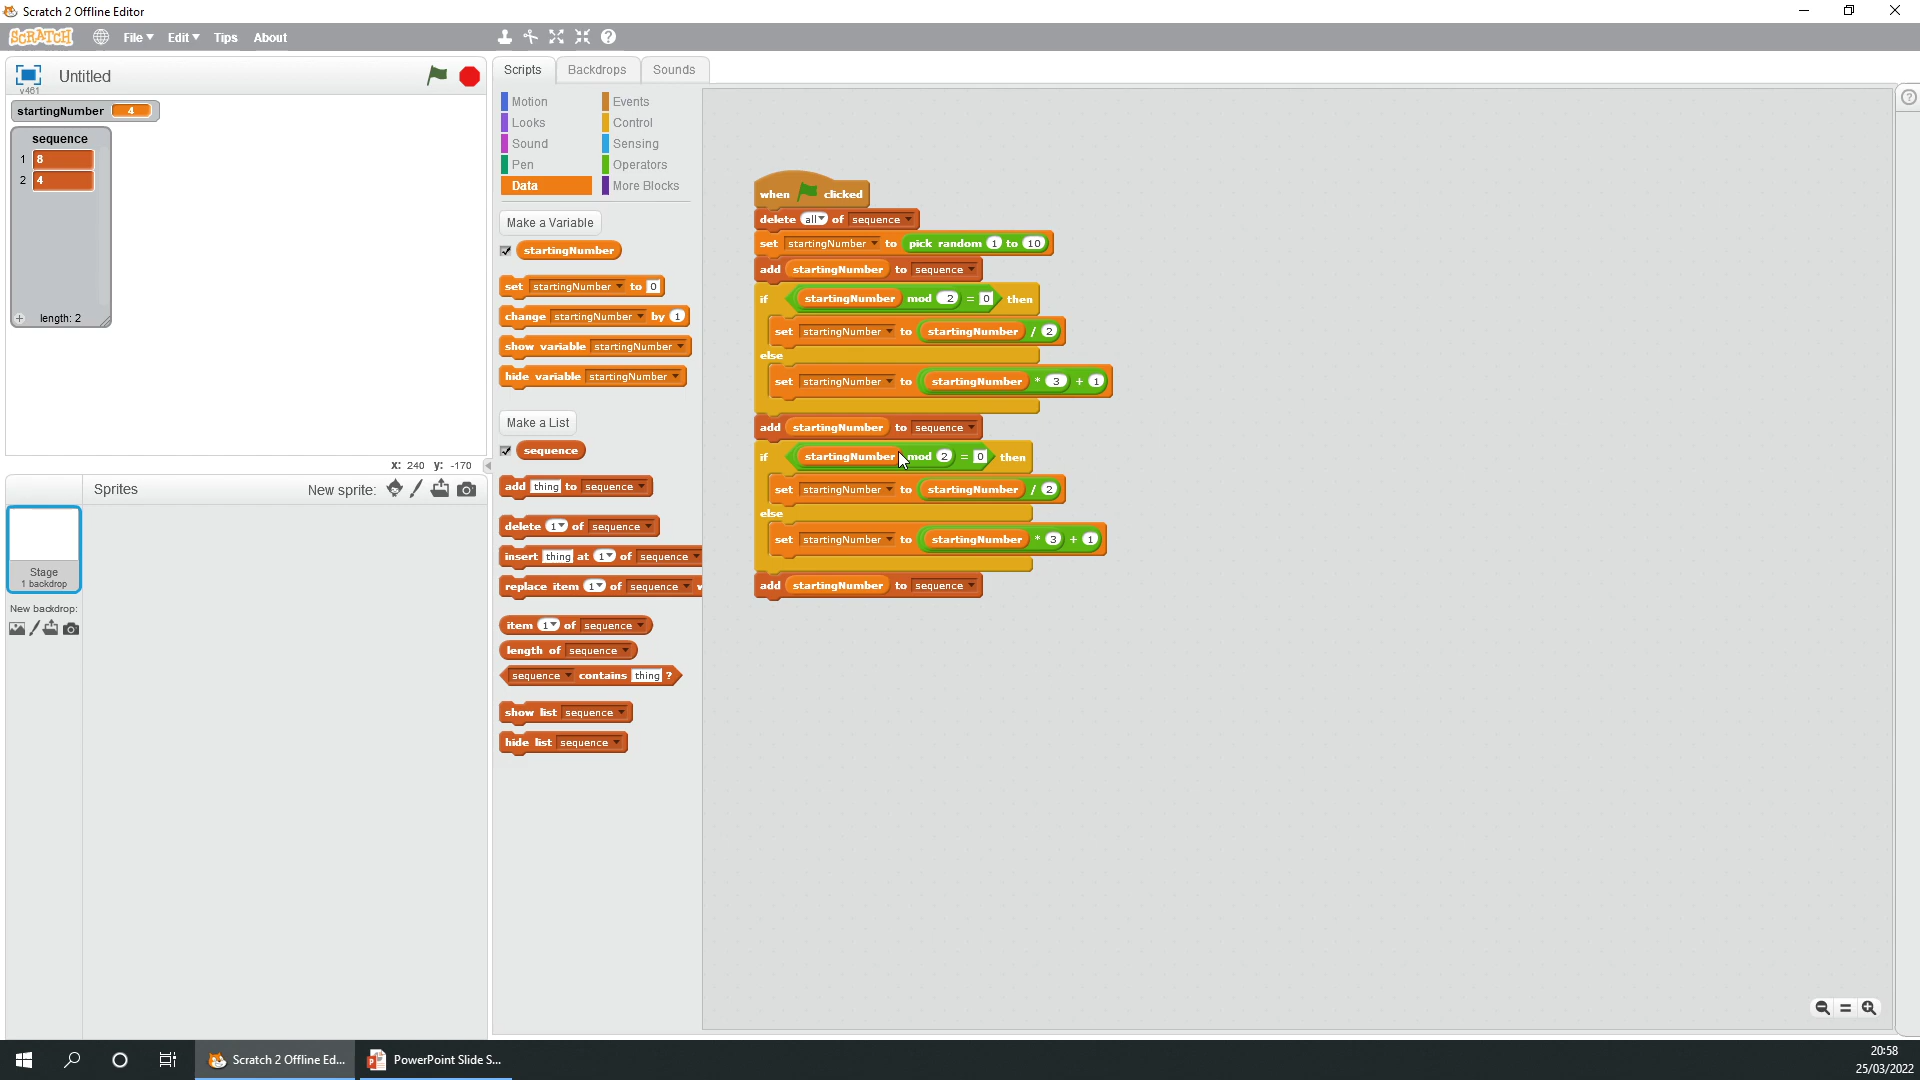 Scratch 2 Offline Editor
SCRATCH File Edit Tips About
Untitled
v461
startingNumber 4
sequence
1 8
2 4
+ length: 2
x: 240 y: -170
Sprites New sprite:
Stage
1 backdrop
New backdrop:
Scripts Backdrops Sounds
Motion Events
Looks Control
Sound Sensing
Pen Operators
Data More Blocks
Make a Variable
startingNumber
set startingNumber to 0
change startingNumber by 1
show variable startingNumber
hide variable startingNumber
Make a List
sequence
add thing to sequence
delete 1 of sequence
insert thing at 1 of sequence
replace item 1 of sequence
item 1 of sequence
length of sequence
sequence contains thing ?
show list sequence
hide list sequence
when clicked
delete all of sequence
set startingNumber to pick random 1 to 10
add startingNumber to sequence
if startingNumber mod 2 = 0 then
set startingNumber to startingNumber / 2
else
set startingNumber to startingNumber * 3 + 1
add startingNumber to sequence
if startingNumber mod 2 = 0 then
set startingNumber to startingNumber / 2
else
set startingNumber to startingNumber * 3 + 1
add startingNumber to sequence
Scratch 2 Offline Ed... PowerPoint Slide S...
20:58
25/03/2022